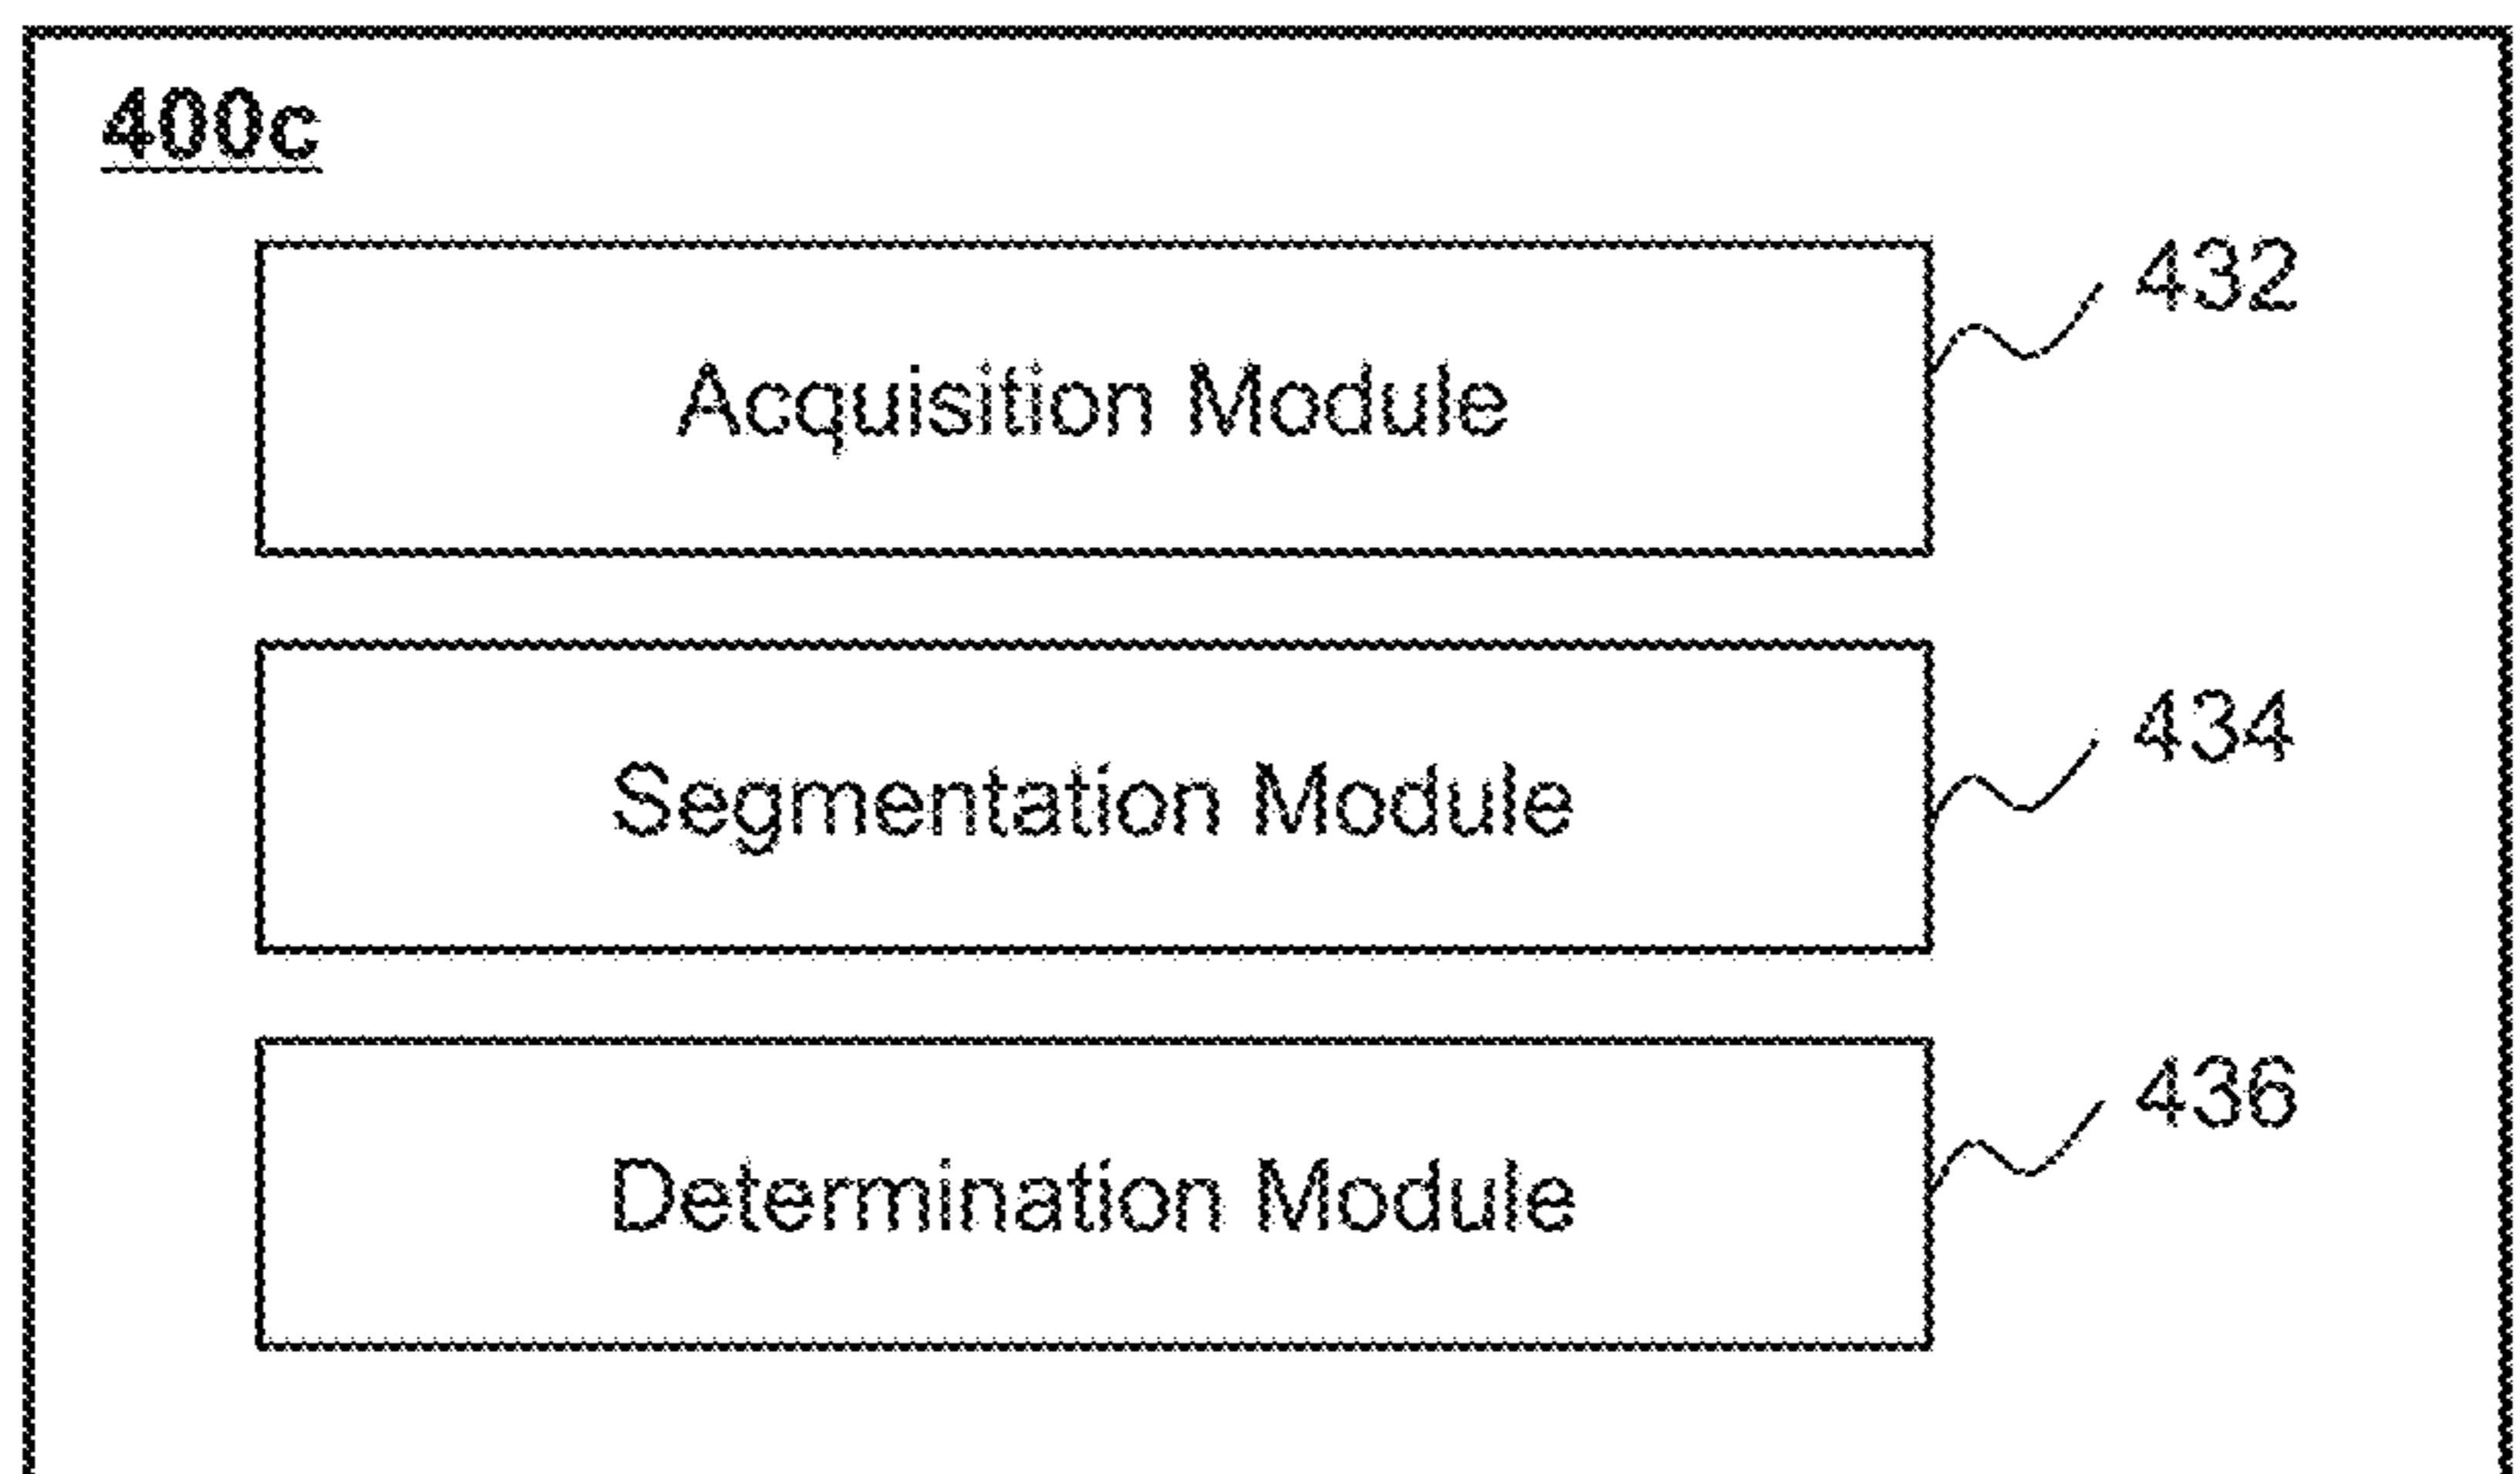 400c
432
Acquisition Module
434
Segmentation Module
436
Determination Module